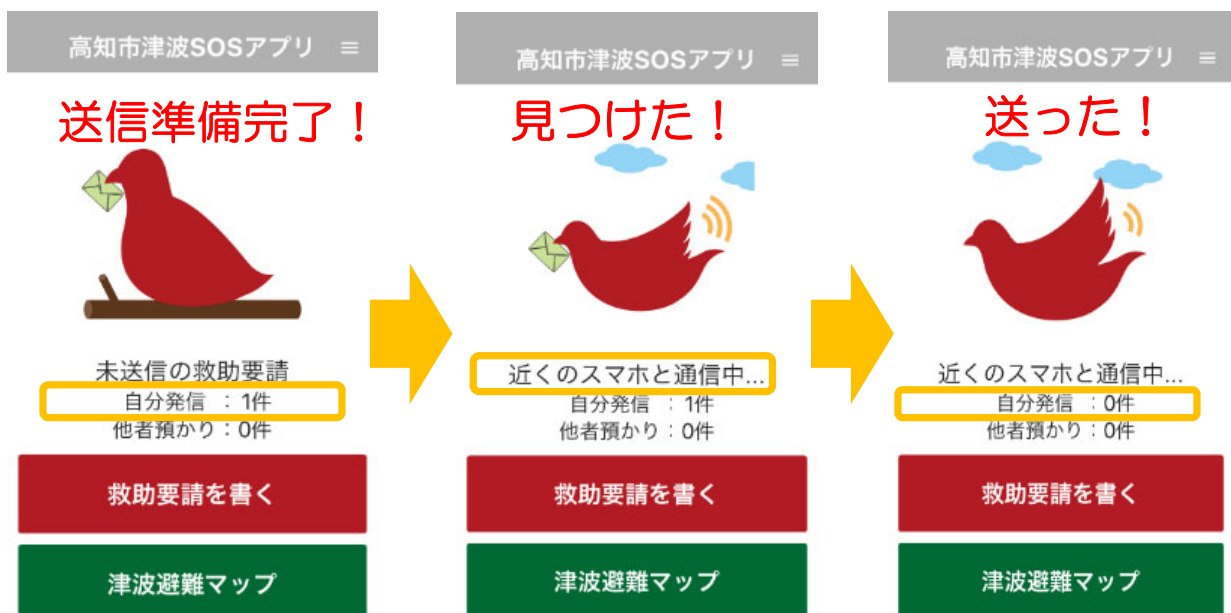 高知市津波SOSアプリ ≡
送信準備完了!
未送信の救助要請
自分発信 : 1件
他者預かり : 0件
救助要請を書く
津波避難マップ
高知市津波SOSアプリ ≡
見つけた!
近くのスマホと通信中...
自分発信 : 1件
他者預かり : 0件
救助要請を書く
津波避難マップ
高知市津波SOSアプリ ≡
送った!
近くのスマホと通信中...
自分発信 : 0件
他者預かり : 0件
救助要請を書く
津波避難マップ